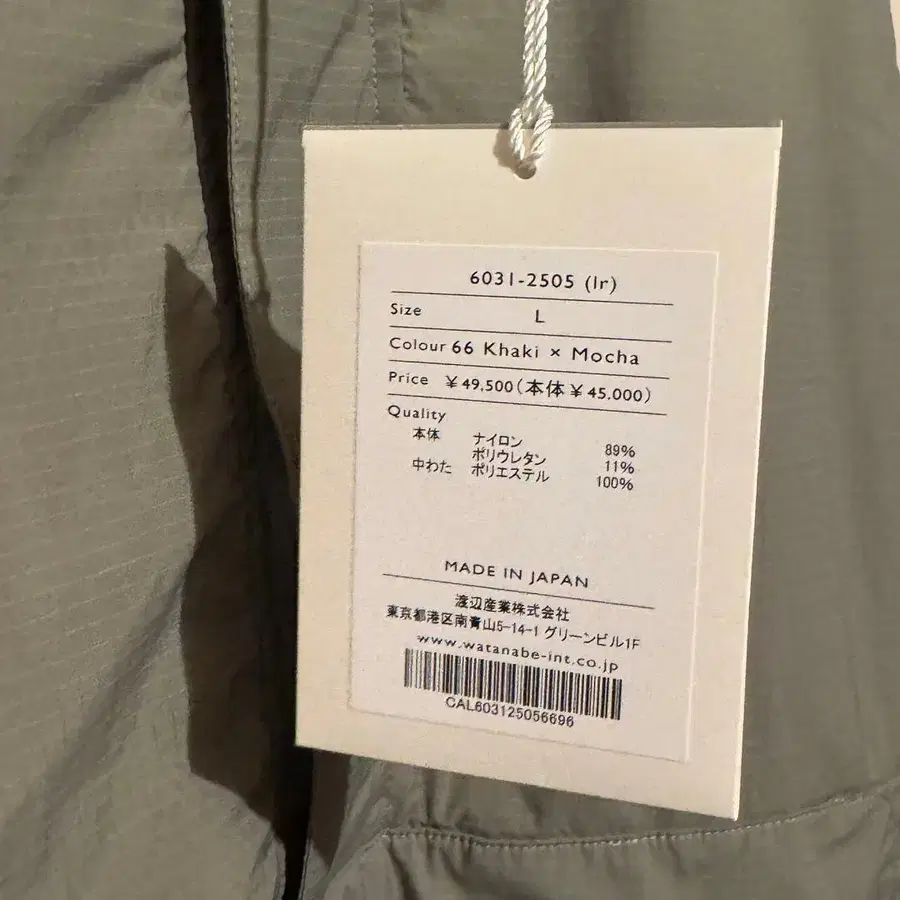 6031-2505 (lr)
Size L
Colour 66 Khaki × Mocha
Price ￥49,500(本体￥45,000)
Quality
本体 ナイロン 89%
ポリウレタン 11%
中わた ポリエステル 100%
MADE IN JAPAN
渡辺産業株式会社
東京都港区南青山5-14-1 グリーンビル1F
www.watanabe-int.co.jp
CAL603125056696